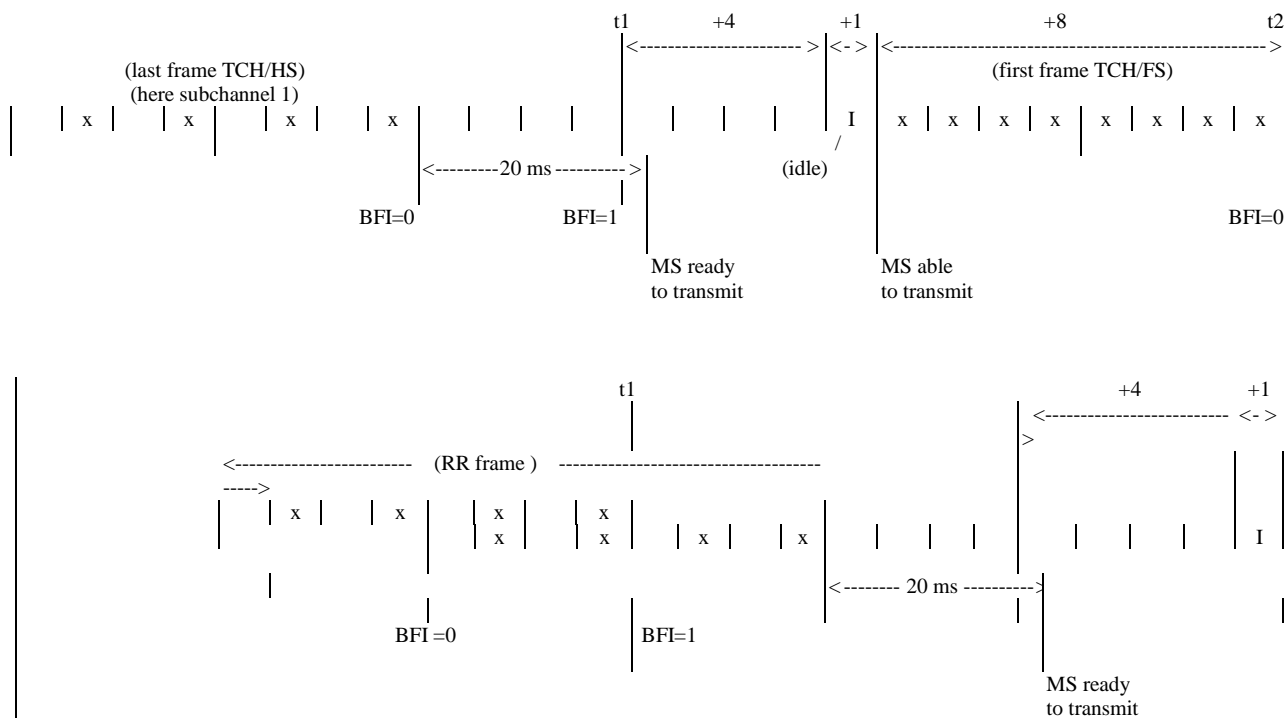 t1 +4 +1 +8 t2
<---------------------------- > <- > <------------------------------------------------------------- >
(last frame TCH/HS) (first frame TCH/FS)
(here subchannel 1)
x x x x I x x x x x x x x
/
<---------20 ms ----------- > (idle)
BFI=0 BFI=1 BFI=0
MS ready MS able
to transmit to transmit
t1 +4 +1
<---------------------------- <- >
>
<---------------------------- (RR frame ) ---------------------------------------
----->
x x x x
x x x x I
<-------- 20 ms ----------->
BFI =0 BFI=1
MS ready
to transmit